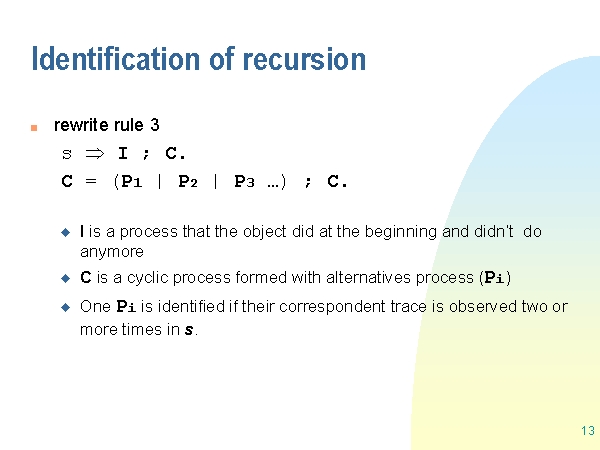 Identification of recursion
rewrite rule 3
s ⇒ I ; C.
C = (P1 | P2 | P3 …) ; C.
I is a process that the object did at the beginning and didn't do
anymore
C is a cyclic process formed with alternatives process (Pi)
One Pi is identified if their correspondent trace is observed two or
more times in s.
13